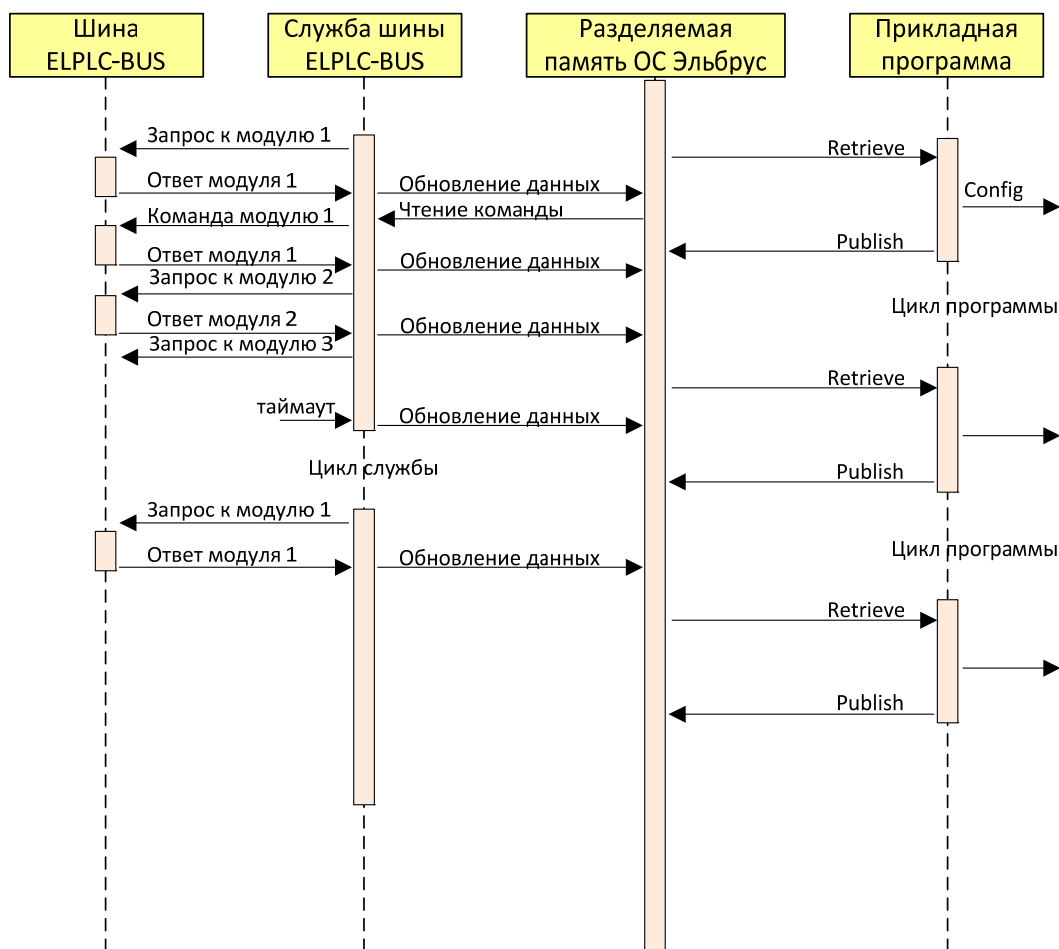 Шина
ELPLC-BUS
Служба шины
ELPLC-BUS
Разделяемая
память ОС Эльбрус
Прикладная
программа
Запрос к модулю 1
Retrieve
Ответ модуля 1
Обновление данных
Config
Команда модулю 1
Чтение команды
Publish
Ответ модуля 1
Обновление данных
Запрос к модулю 2
Цикл программы
Ответ модуля 2
Обновление данных
Запрос к модулю 3
Retrieve
таймаут
Обновление данных
Цикл службы
Publish
Запрос к модулю 1
Цикл программы
Ответ модуля 1
Обновление данных
Retrieve
Publish